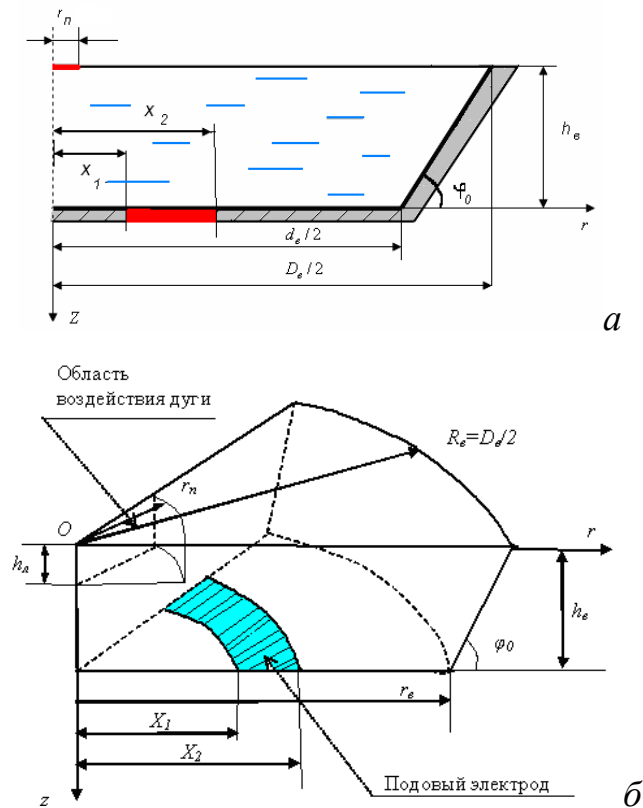 r_п
x_2
x_1
h_в
φ_0
r
d_в/2
D_в/2
Z
а
Область
воздействия дуги
R_в=D_в/2
r_п
O
r
h_л
h_в
φ_0
r_в
X_1
X_2
z
Подовый электрод
б